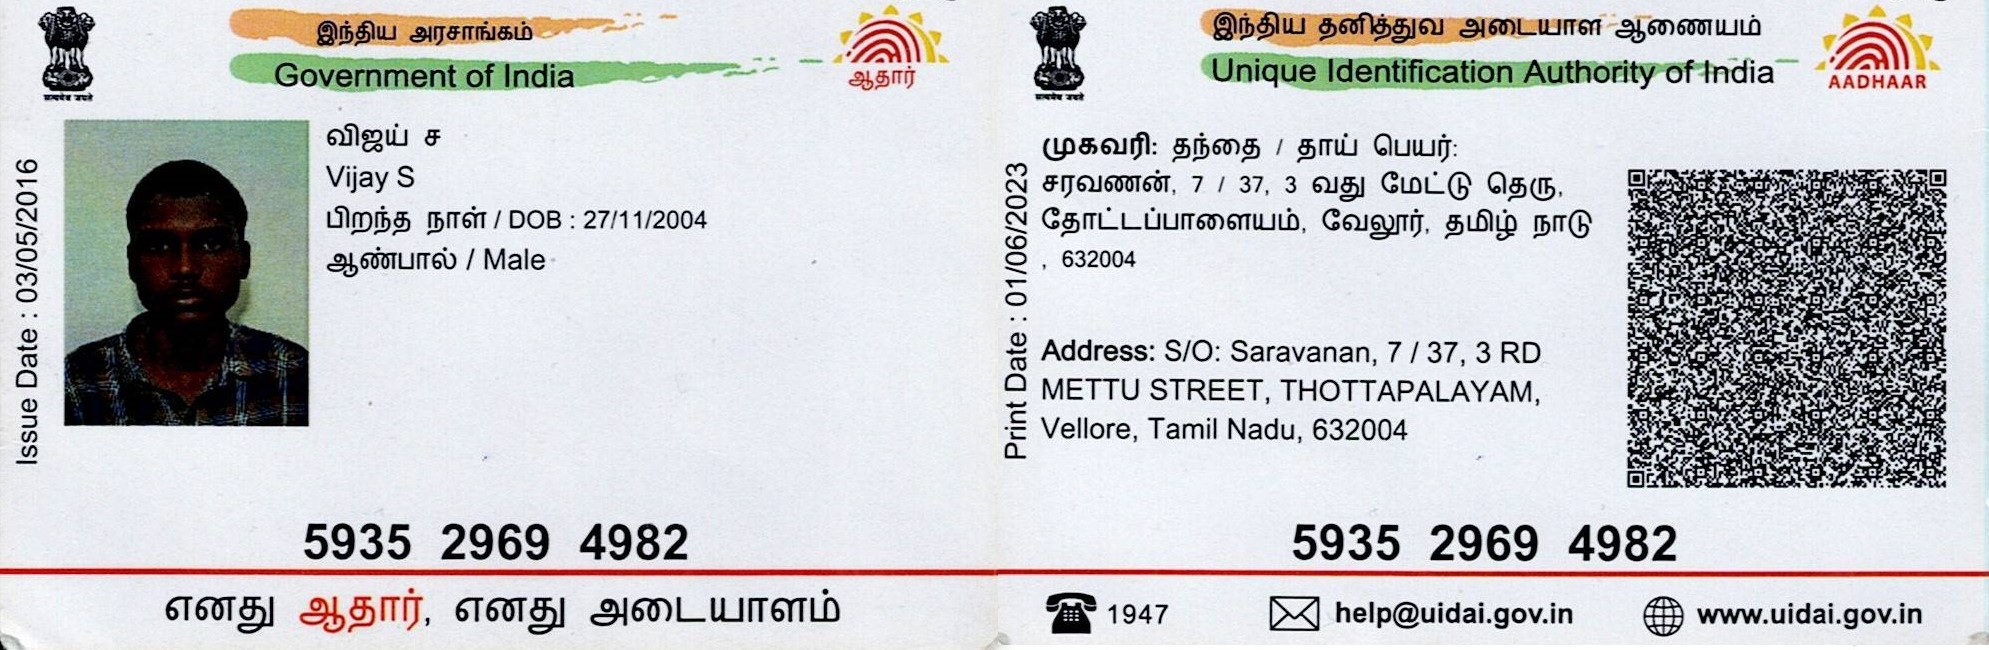 இந்திய அரசாங்கம்
Government of India
ஆதார்
Issue Date : 03/05/2016
விஜய் ச
Vijay S
பிறந்த நாள் / DOB : 27/11/2004
ஆண்பால் / Male
5935 2969 4982
எனது ஆதார், எனது அடையாளம்
இந்திய தனித்துவ அடையாள ஆணையம்
Unique Identification Authority of India
AADHAAR
Print Date : 01/06/2023
முகவரி: தந்தை / தாய் பெயர்:
சரவணன், 7 / 37, 3 வது மேட்டு தெரு,
தோட்டப்பாளையம், வேலூர், தமிழ் நாடு
, 632004
Address: S/O: Saravanan, 7 / 37, 3 RD
METTU STREET, THOTTAPALAYAM,
Vellore, Tamil Nadu, 632004
5935 2969 4982
1947
help@uidai.gov.in
www.uidai.gov.in